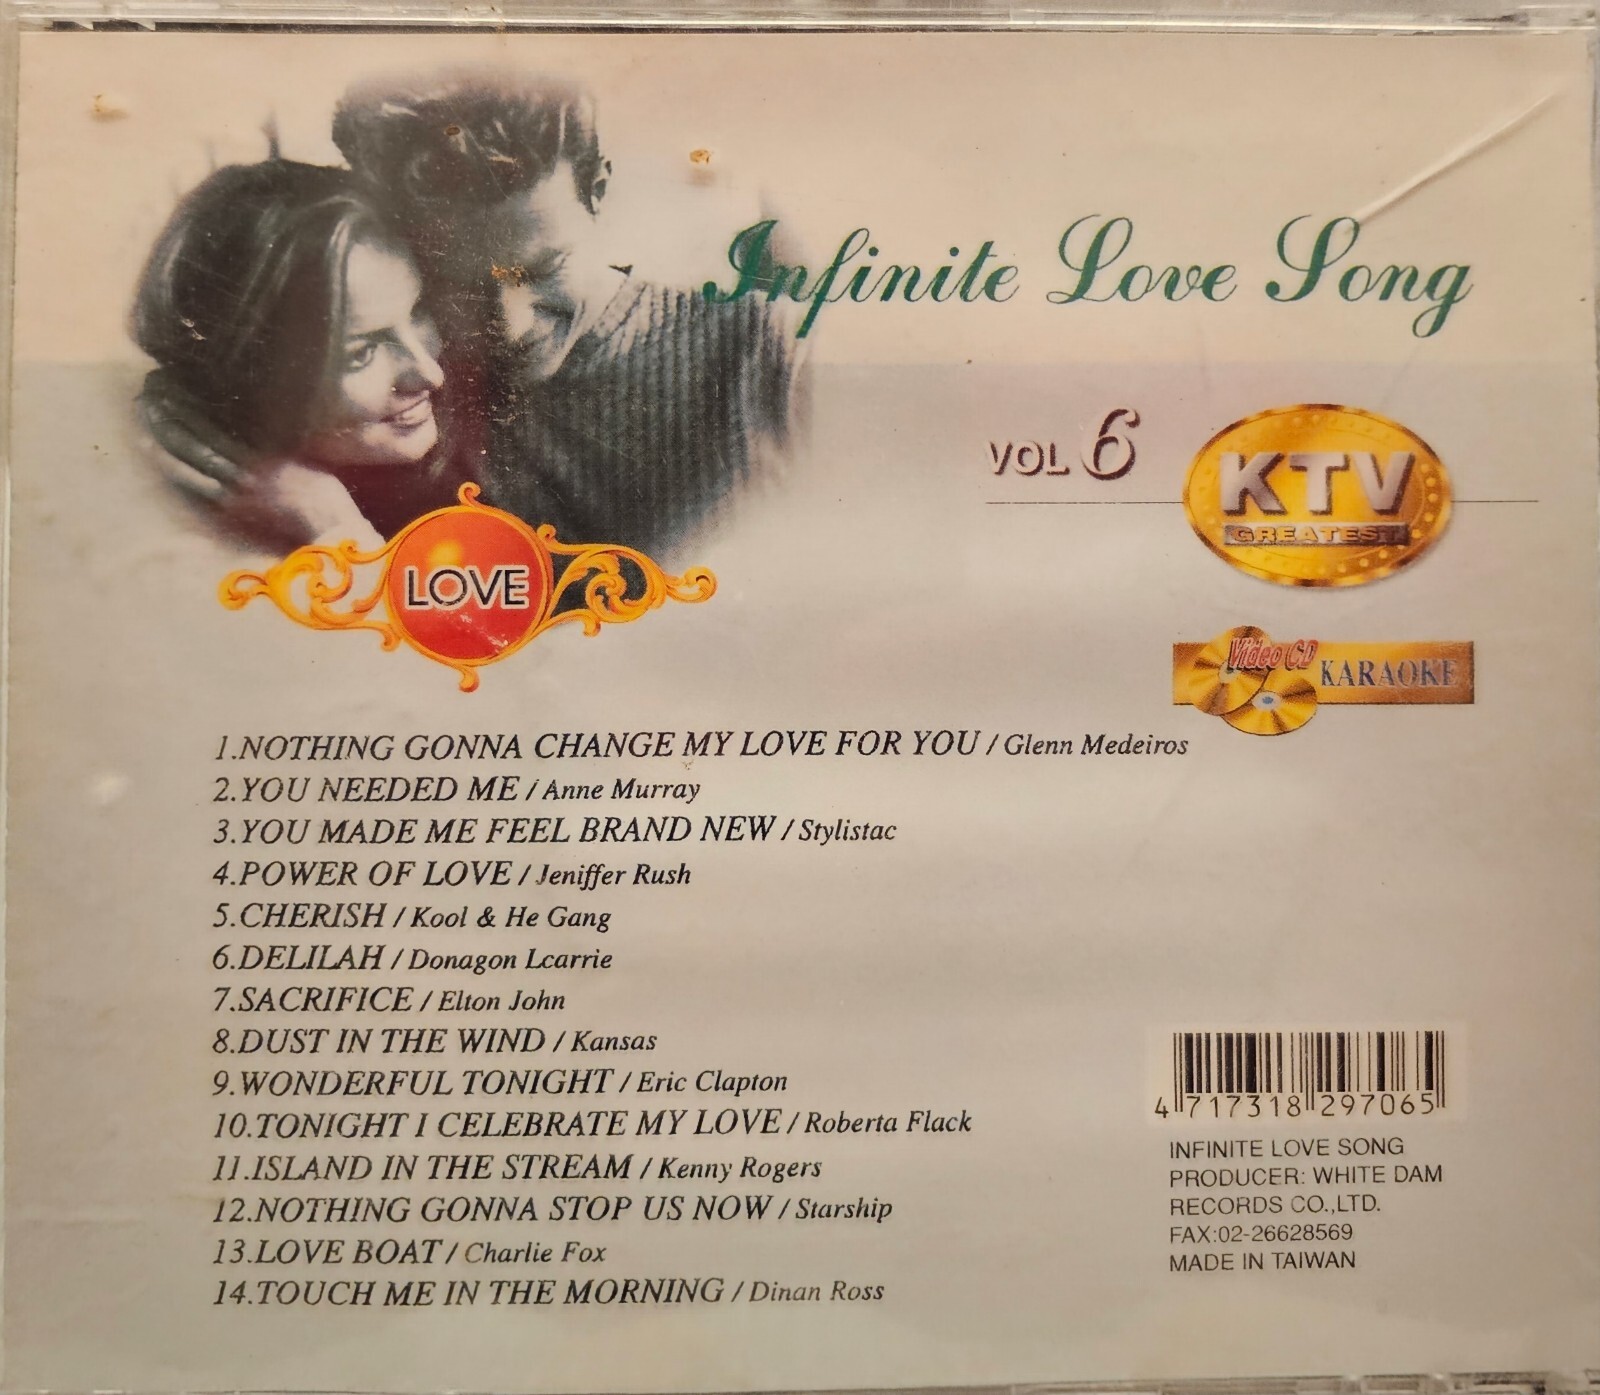 Infinite Love Song
VOL 6
KTV
GREATEST
LOVE
Video CD
KARAOKE
1.NOTHING GONNA CHANGE MY LOVE FOR YOU / Glenn Medeiros
2.YOU NEEDED ME / Anne Murray
3.YOU MADE ME FEEL BRAND NEW / Stylistac
4.POWER OF LOVE / Jeniffer Rush
5.CHERISH / Kool & He Gang
6.DELILAH / Donagon Lcarrie
7.SACRIFICE / Elton John
8.DUST IN THE WIND / Kansas
9.WONDERFUL TONIGHT / Eric Clapton
10.TONIGHT I CELEBRATE MY LOVE / Roberta Flack
11.ISLAND IN THE STREAM / Kenny Rogers
12.NOTHING GONNA STOP US NOW / Starship
13.LOVE BOAT / Charlie Fox
14.TOUCH ME IN THE MORNING / Dinan Ross
4 717318 297065
INFINITE LOVE SONG
PRODUCER: WHITE DAM
RECORDS CO.,LTD.
FAX:02-26628569
MADE IN TAIWAN